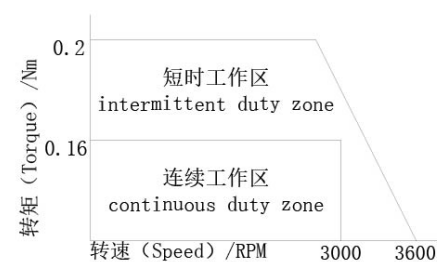 0.2
短时工作区
intermittent duty zone
转矩（Torque）/Nm
0.16
连续工作区
continuous duty zone
转速（Speed）/RPM
3000
3600